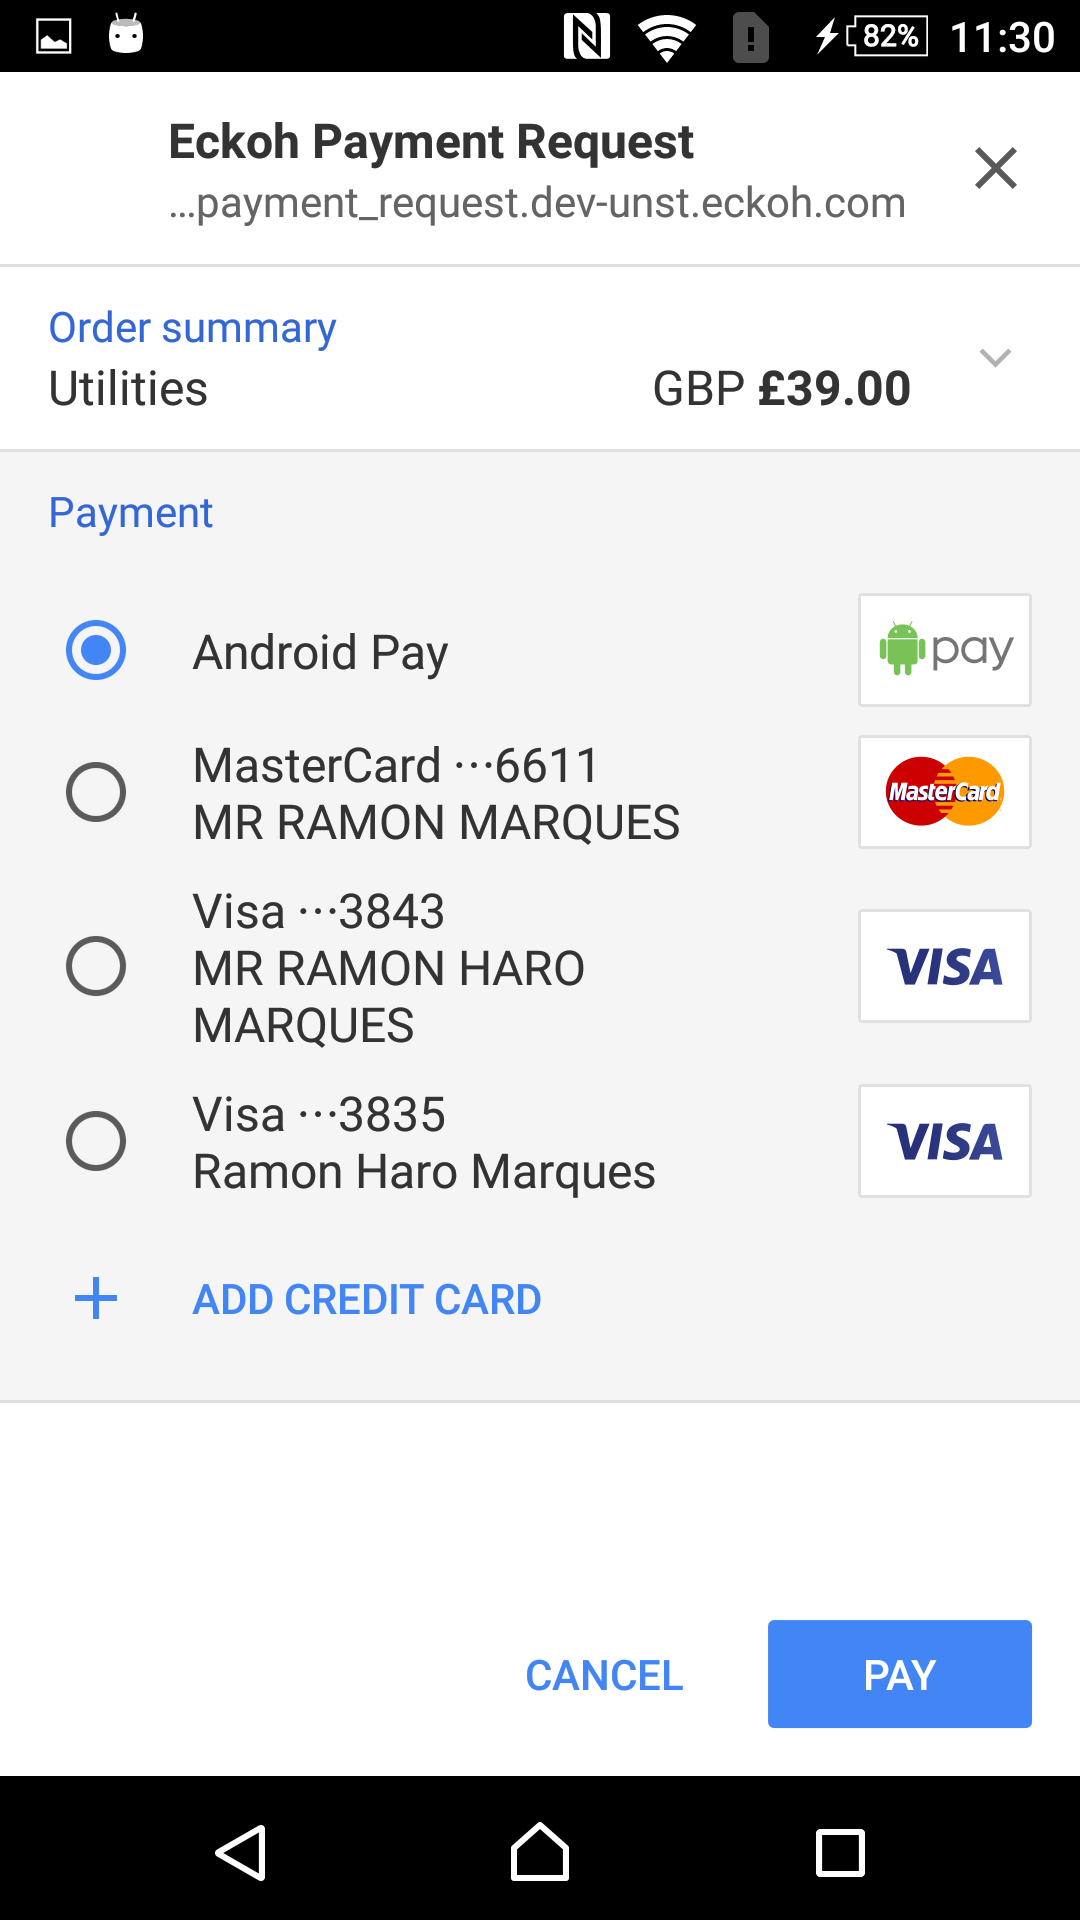 82% 11:30
Eckoh Payment Request
...payment_request.dev-unst.eckoh.com
Order summary
Utilities GBP £39.00
Payment
Android Pay pay
MasterCard ···6611
MR RAMON MARQUES
MasterCard
Visa ···3843
MR RAMON HARO
MARQUES
VISA
Visa ···3835
Ramon Haro Marques
VISA
ADD CREDIT CARD
CANCEL PAY